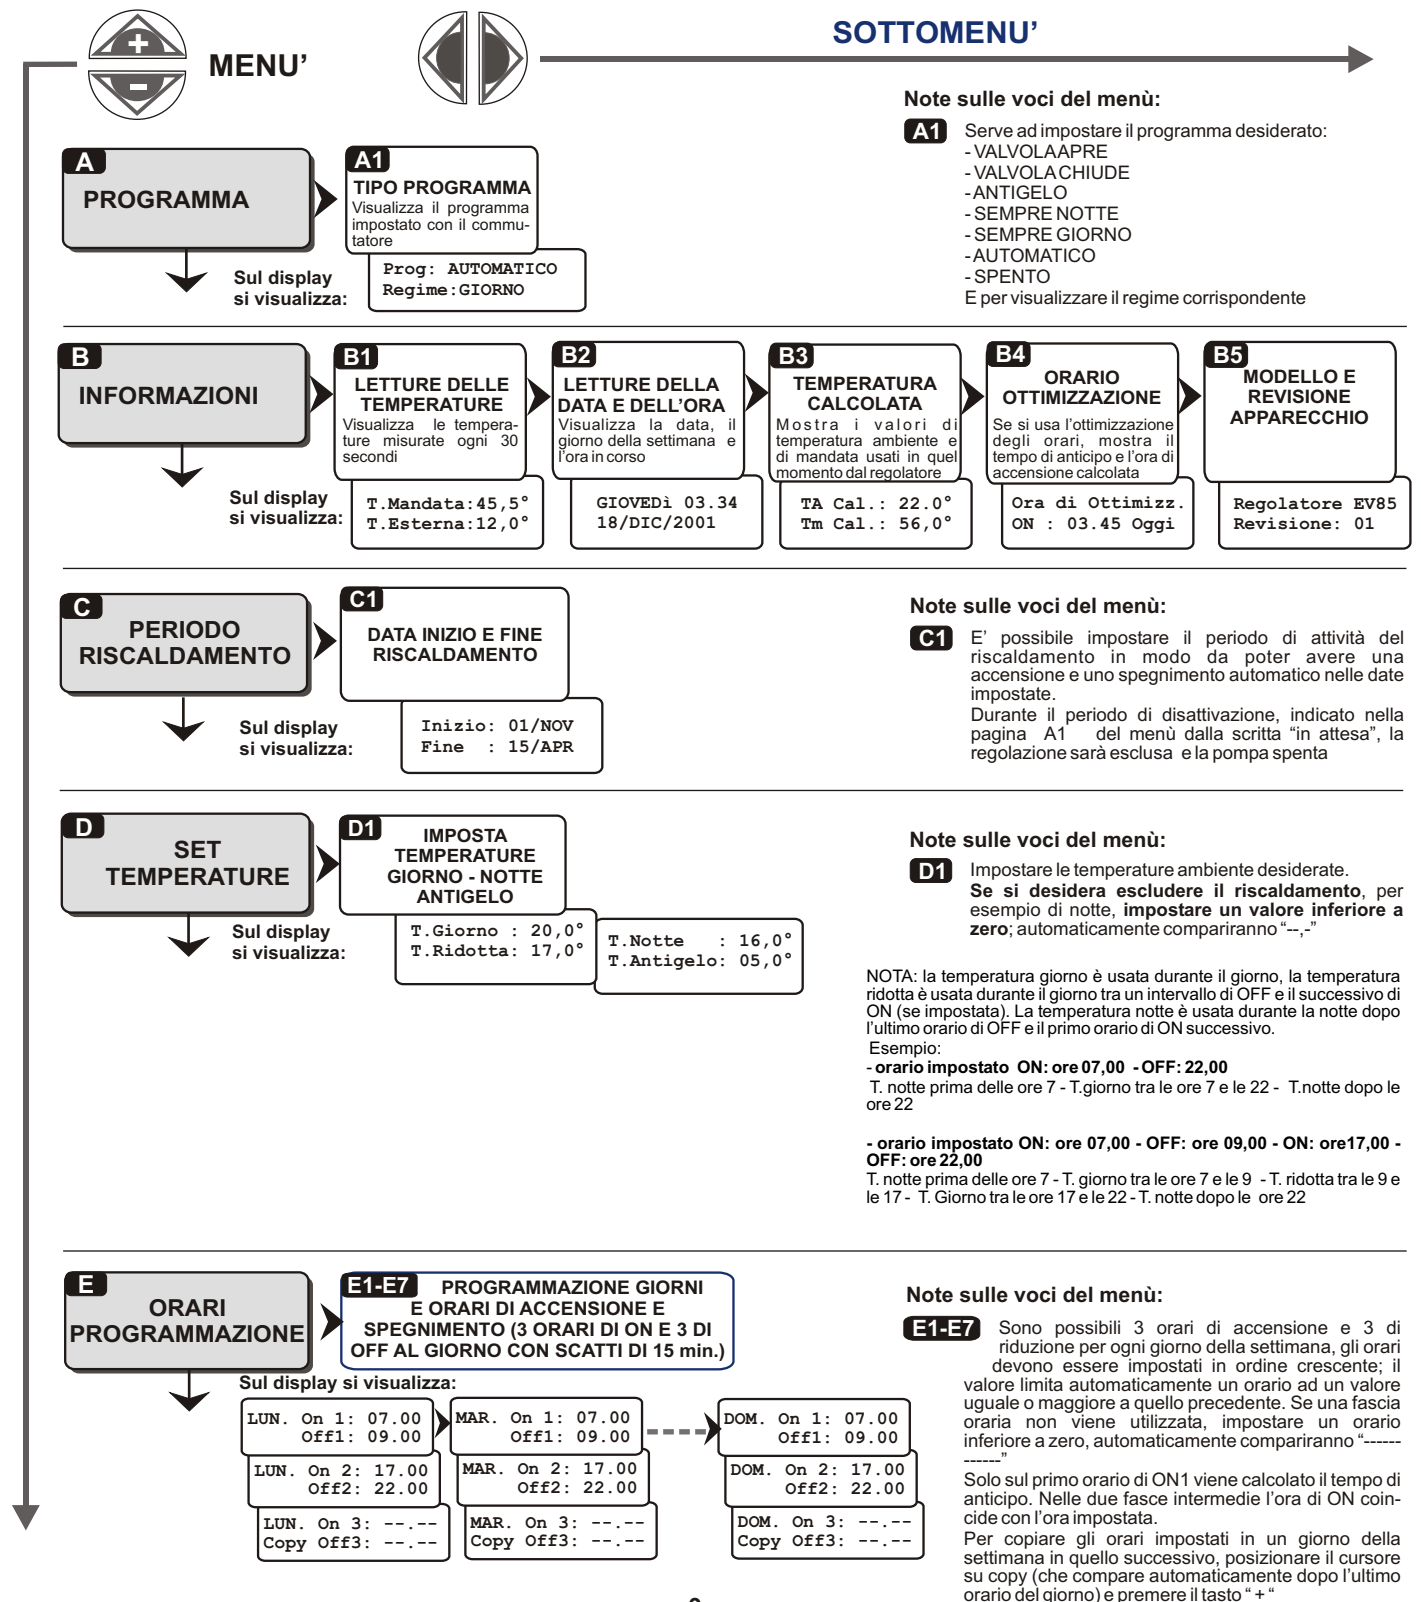 MENU’
SOTTOMENU’
A
PROGRAMMA
A1
TIPO PROGRAMMA
Visualizza il programma
impostato con il commu-
tatore
Sul display
si visualizza:
Prog: AUTOMATICO
Regime:GIORNO
Note sulle voci del menù:
A1 Serve ad impostare il programma desiderato:
- VALVOLA APRE
- VALVOLA CHIUDE
- ANTIGELO
- SEMPRE NOTTE
- SEMPRE GIORNO
- AUTOMATICO
- SPENTO
E per visualizzare il regime corrispondente
B
INFORMAZIONI
B1
LETTURE DELLE
TEMPERATURE
Visualizza le tempera-
ture misurate ogni 30
secondi
B2
LETTURE DELLA
DATA E DELL’ORA
Visualizza la data, il
giorno della settimana e
l’ora in corso
B3
TEMPERATURA
CALCOLATA
Mostra i valori di
temperatura ambiente e
di mandata usati in quel
momento dal regolatore
B4
ORARIO
OTTIMIZZAZIONE
Se si usa l’ottimizzazione
degli orari, mostra il
tempo di anticipo e l’ora di
accensione calcolata
B5
MODELLO E
REVISIONE
APPARECCHIO
Sul display
si visualizza:
T.Mandata:45,5°
T.Esterna:12,0°
GIOVEDì 03.34
18/DIC/2001
TA Cal.: 22.0°
Tm Cal.: 56,0°
Ora di Ottimizz.
ON : 03.45 Oggi
Regolatore EV85
Revisione: 01
C
PERIODO
RISCALDAMENTO
C1
DATA INIZIO E FINE
RISCALDAMENTO
Sul display
si visualizza:
Inizio: 01/NOV
Fine : 15/APR
Note sulle voci del menù:
C1 E’ possibile impostare il periodo di attività del
riscaldamento in modo da poter avere una
accensione e uno spegnimento automatico nelle date
impostate.
Durante il periodo di disattivazione, indicato nella
pagina A1 del menù dalla scritta “in attesa”, la
regolazione sarà esclusa e la pompa spenta
D
SET
TEMPERATURE
D1
IMPOSTA
TEMPERATURE
GIORNO - NOTTE
ANTIGELO
Sul display
si visualizza:
T.Giorno : 20,0°
T.Ridotta: 17,0°
T.Notte : 16,0°
T.Antigelo: 05,0°
Note sulle voci del menù:
D1 Impostare le temperature ambiente desiderate.
Se si desidera escludere il riscaldamento, per
esempio di notte, impostare un valore inferiore a
zero; automaticamente compariranno “--,-”
NOTA: la temperatura giorno è usata durante il giorno, la temperatura
ridotta è usata durante il giorno tra un intervallo di OFF e il successivo di
ON (se impostata). La temperatura notte è usata durante la notte dopo
l’ultimo orario di OFF e il primo orario di ON successivo.
Esempio:
- orario impostato ON: ore 07,00 - OFF: 22,00
T. notte prima delle ore 7 - T.giorno tra le ore 7 e le 22 - T.notte dopo le
ore 22
- orario impostato ON: ore 07,00 - OFF: ore 09,00 - ON: ore17,00 -
OFF: ore 22,00
T. notte prima delle ore 7 - T. giorno tra le ore 7 e le 9 - T. ridotta tra le 9 e
le 17 - T. Giorno tra le ore 17 e le 22 - T. notte dopo le ore 22
E
ORARI
PROGRAMMAZIONE
E1-E7 PROGRAMMAZIONE GIORNI
E ORARI DI ACCENSIONE E
SPEGNIMENTO (3 ORARI DI ON E 3 DI
OFF AL GIORNO CON SCATTI DI 15 min.)
Sul display si visualizza:
LUN. On 1: 07.00
Off1: 09.00
LUN. On 2: 17.00
Off2: 22.00
LUN. On 3: --.--
Copy Off3: --.--
MAR. On 1: 07.00
Off1: 09.00
MAR. On 2: 17.00
Off2: 22.00
MAR. On 3: --.--
Copy Off3: --.--
DOM. On 1: 07.00
Off1: 09.00
DOM. On 2: 17.00
Off2: 22.00
DOM. On 3: --.--
Copy Off3: --.--
Note sulle voci del menù:
E1-E7 Sono possibili 3 orari di accensione e 3 di
riduzione per ogni giorno della settimana, gli orari
devono essere impostati in ordine crescente; il
valore limita automaticamente un orario ad un valore
uguale o maggiore a quello precedente. Se una fascia
oraria non viene utilizzata, impostare un orario
inferiore a zero, automaticamente compariranno “------
------”
Solo sul primo orario di ON1 viene calcolato il tempo di
anticipo. Nelle due fasce intermedie l’ora di ON coin-
cide con l’ora impostata.
Per copiare gli orari impostati in un giorno della
settimana in quello successivo, posizionare il cursore
su copy (che compare automaticamente dopo l’ultimo
orario del giorno) e premere il tasto “ + “